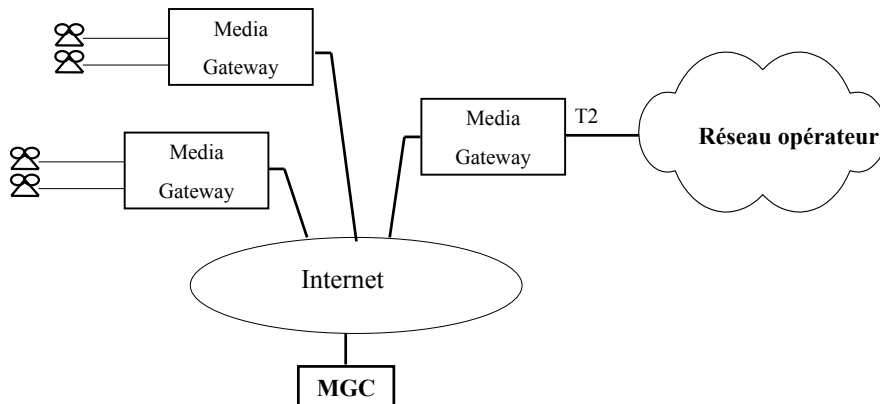 Media
Gateway
Media
Gateway
T2
Réseau opérateur
Media
Gateway
Internet
MGC